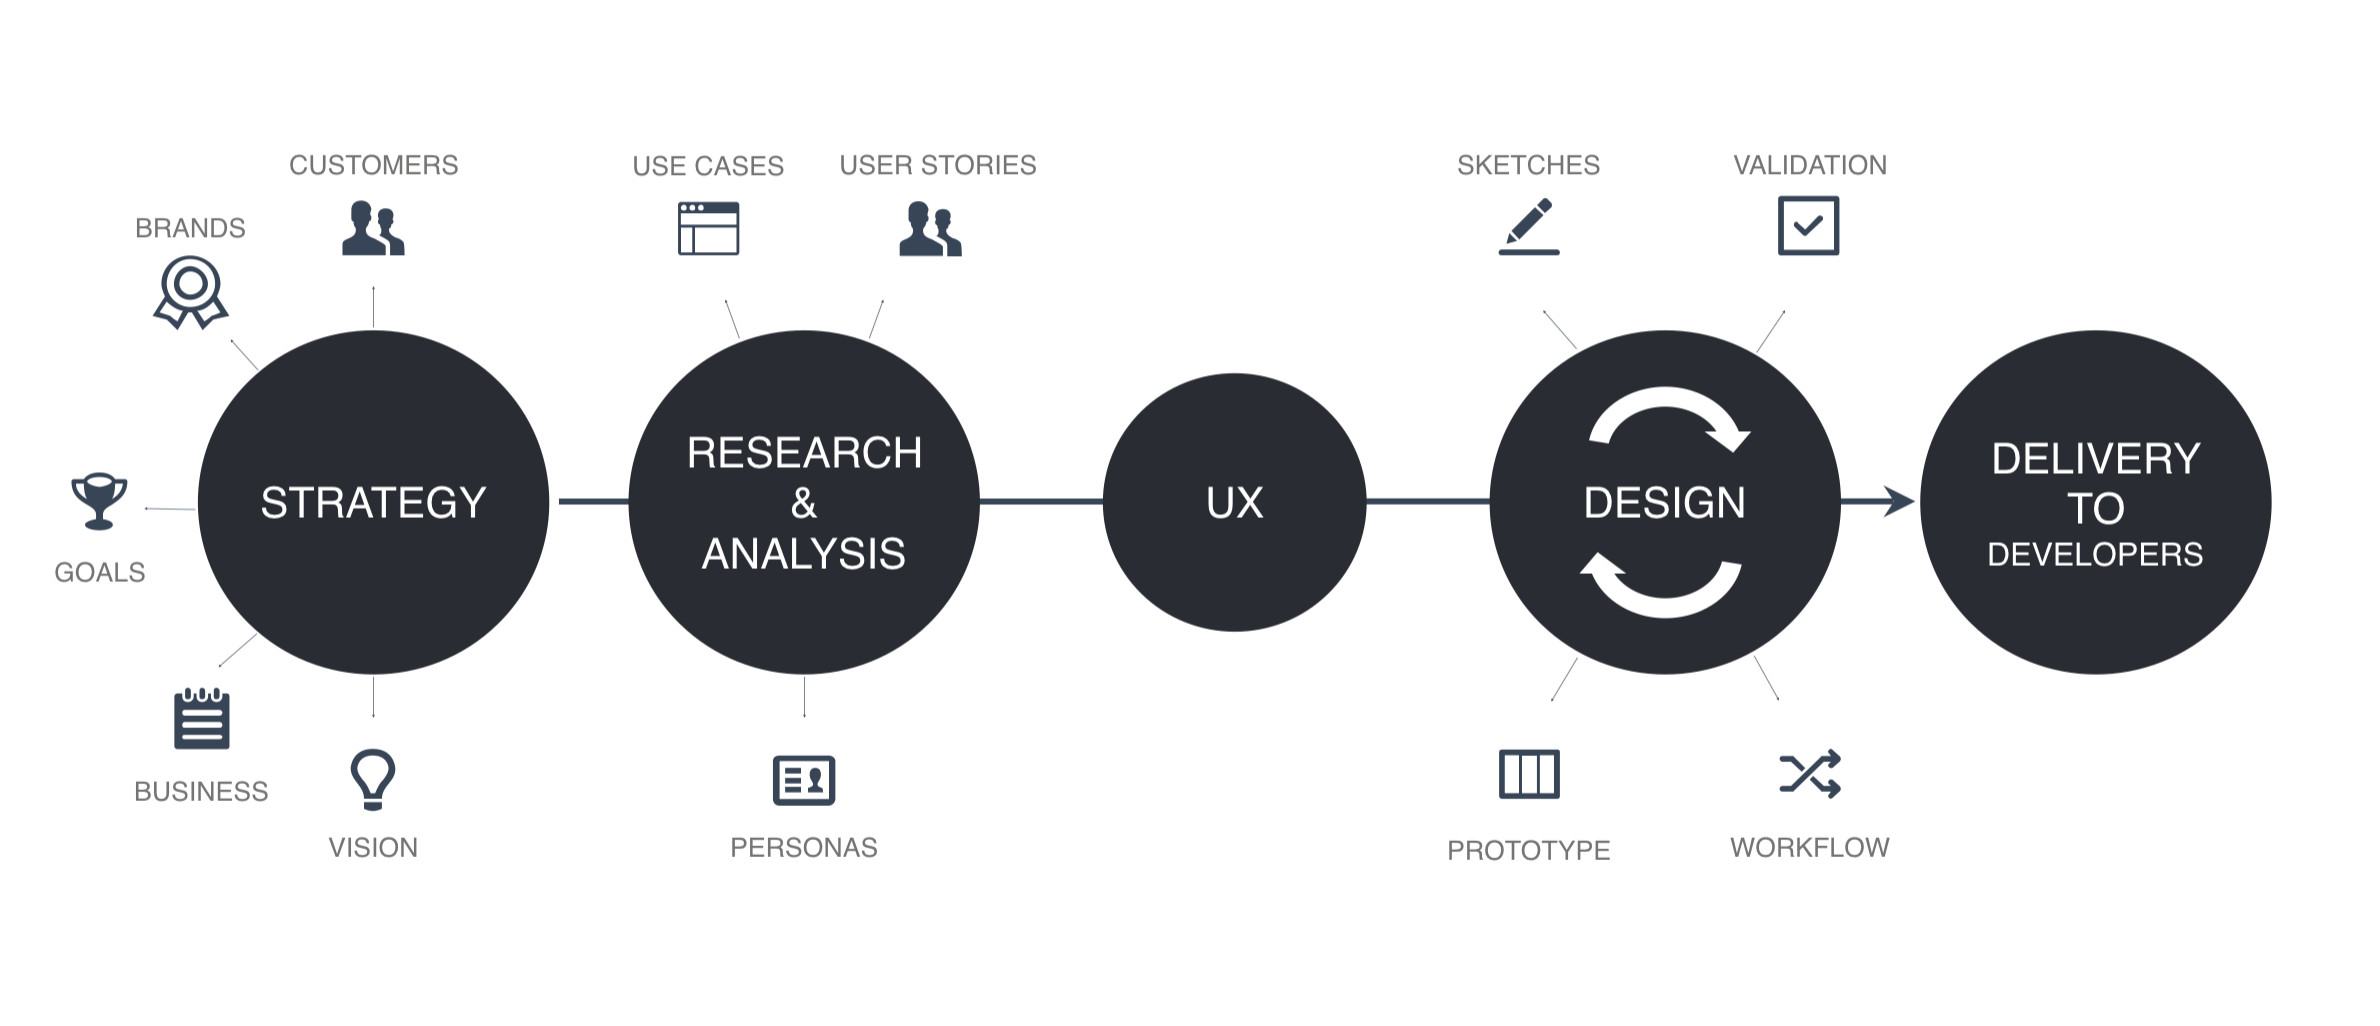 CUSTOMERS
BRANDS
GOALS
BUSINESS
VISION
STRATEGY
USE CASES
USER STORIES
RESEARCH
&
ANALYSIS
PERSONAS
UX
SKETCHES
VALIDATION
DESIGN
PROTOTYPE
WORKFLOW
DELIVERY
TO
DEVELOPERS